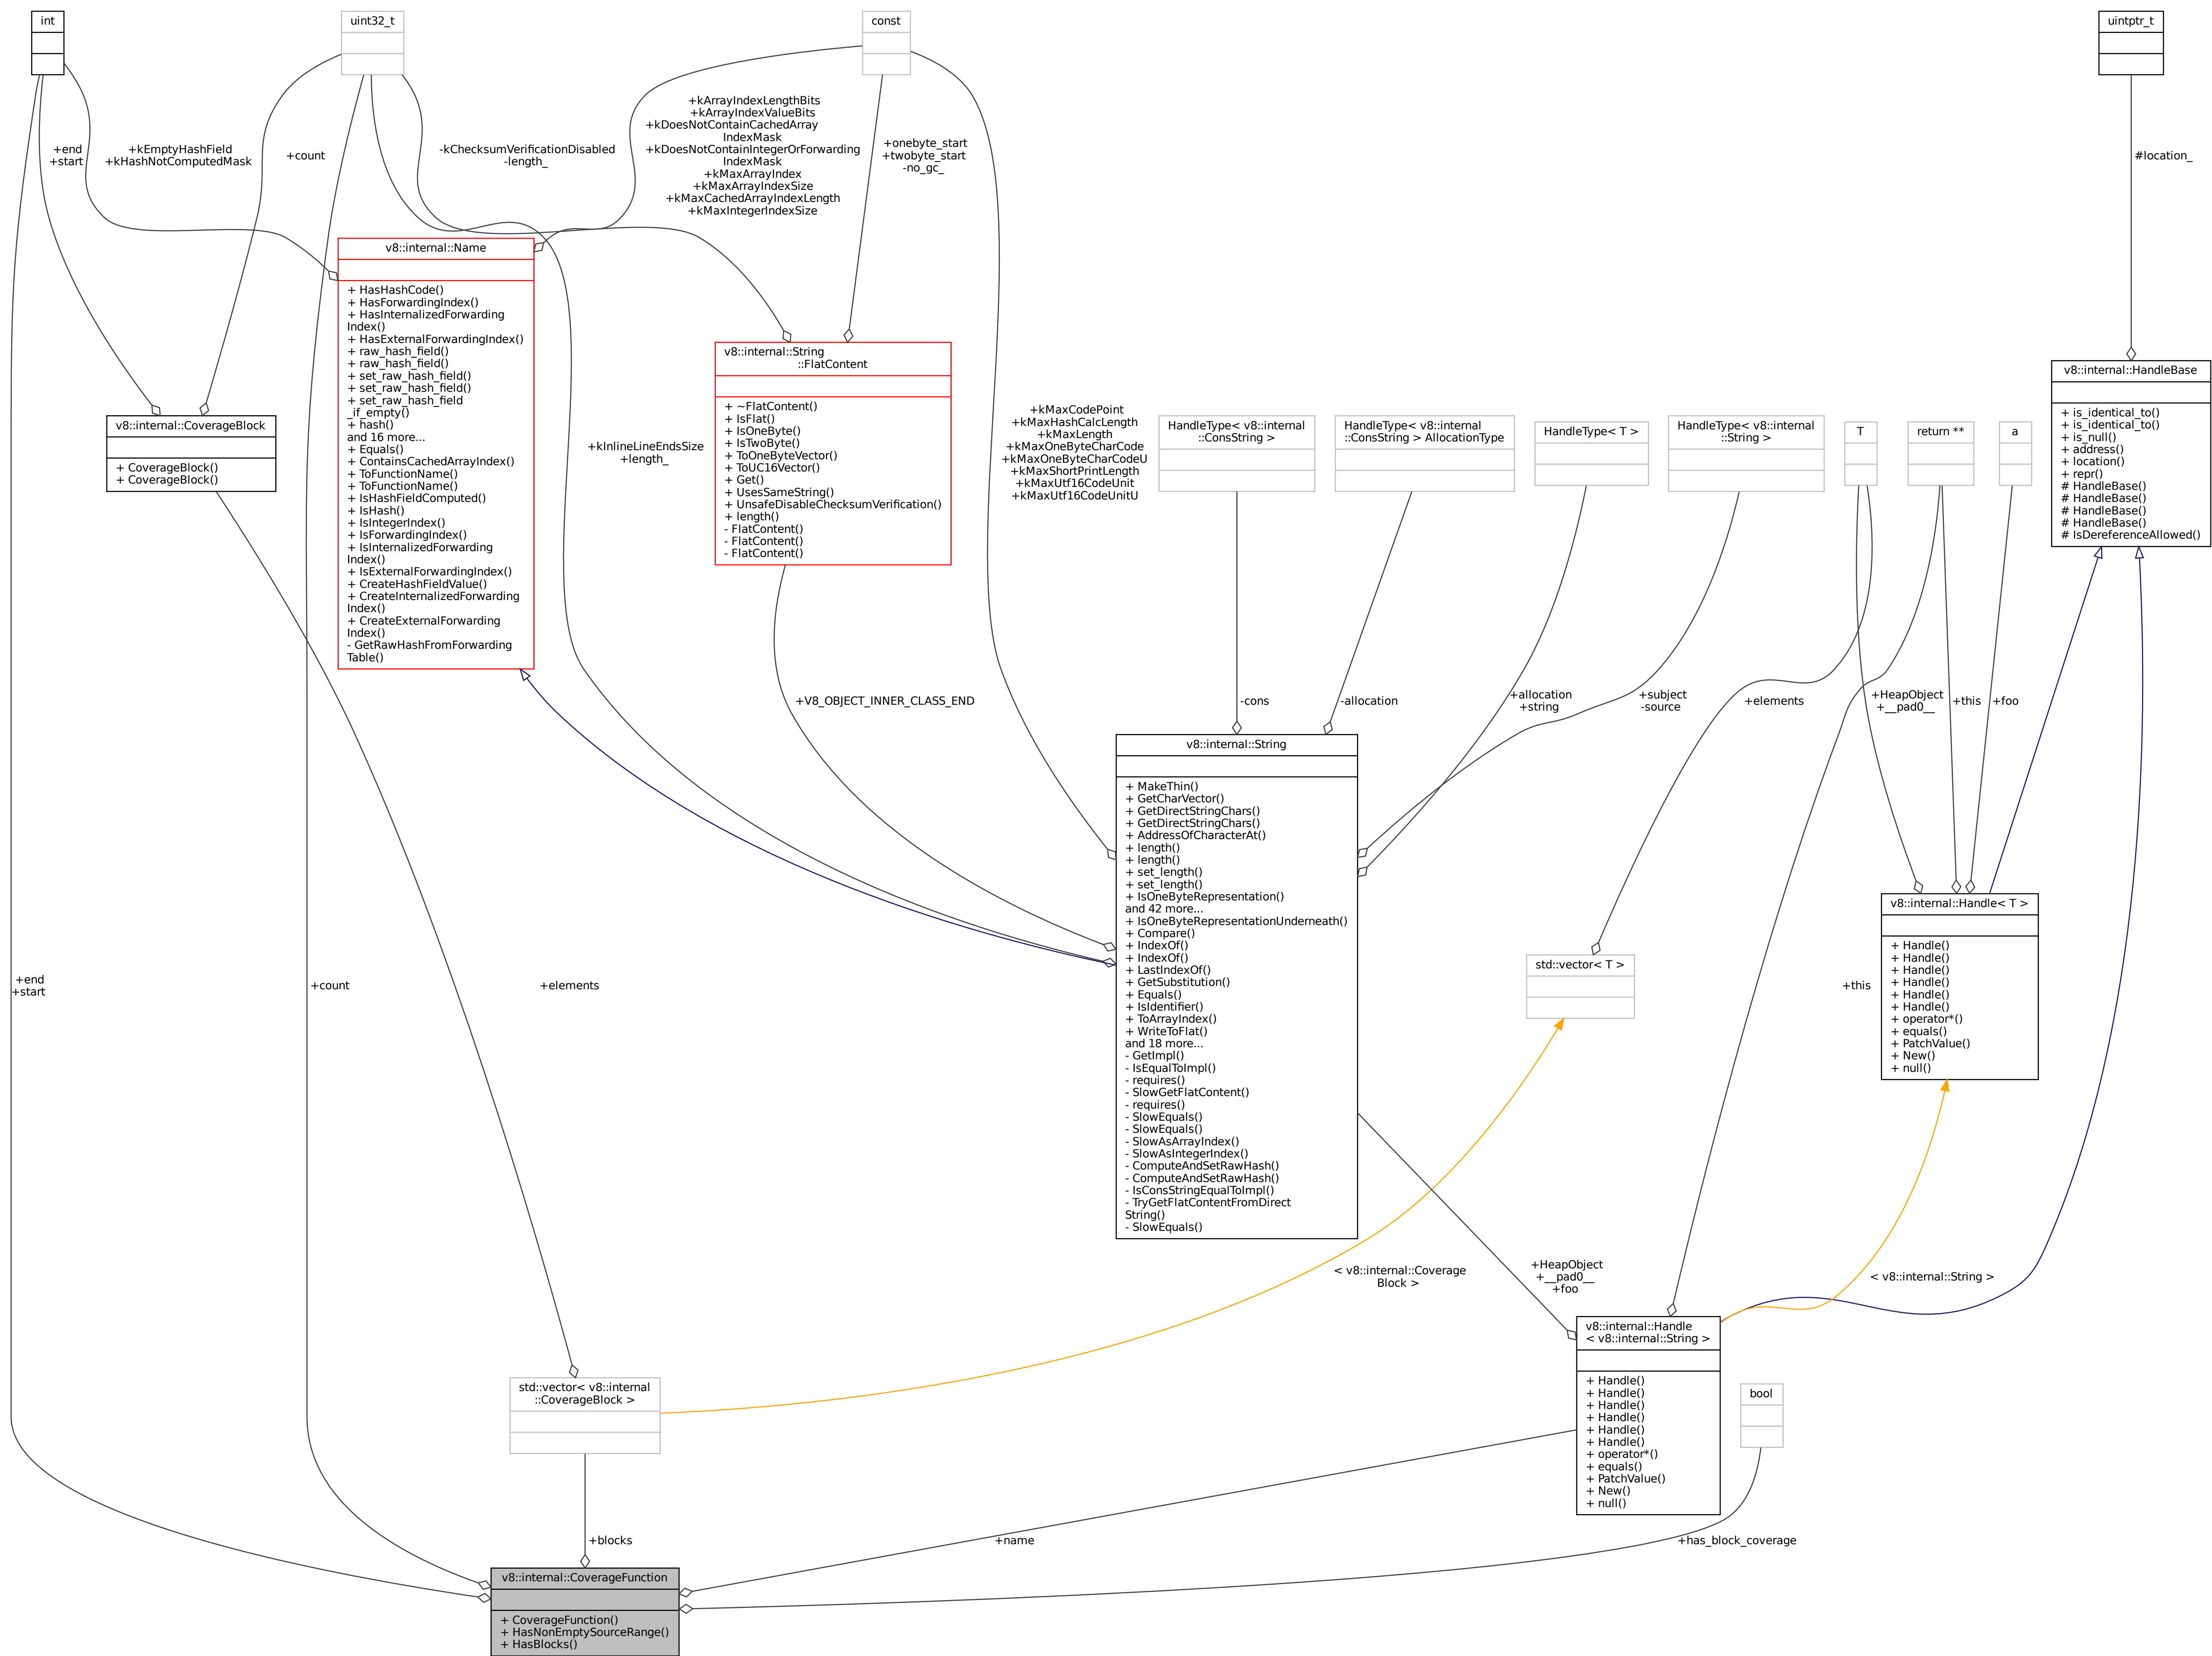 int
uint32_t
const
uintptr_t
+end
+start
+kEmptyHashField
+kHashNotComputedMask
+count
-kChecksumVerificationDisabled
-length_
+kArrayIndexLengthBits
+kArrayIndexValueBits
+kDoesNotContainCachedArray
IndexMask
+kDoesNotContainIntegerOrForwarding
IndexMask
+kMaxArrayIndex
+kMaxArrayIndexSize
+kMaxCachedArrayIndexLength
+kMaxIntegerIndexSize
+onebyte_start
+twobyte_start
-no_gc_
#location_
v8::internal::Name
+ HasHashCode()
+ HasForwardingIndex()
+ HasInternalizedForwarding
Index()
+ HasExternalForwardingIndex()
+ raw_hash_field()
+ raw_hash_field()
+ set_raw_hash_field()
+ set_raw_hash_field()
+ set_raw_hash_field
_if_empty()
+ hash()
and 16 more...
+ Equals()
+ ContainsCachedArrayIndex()
+ ToFunctionName()
+ ToFunctionName()
+ IsHashFieldComputed()
+ IsHash()
+ IsIntegerIndex()
+ IsForwardingIndex()
+ IsInternalizedForwarding
Index()
+ IsExternalForwardingIndex()
+ CreateHashFieldValue()
+ CreateInternalizedForwarding
Index()
+ CreateExternalForwarding
Index()
- GetRawHashFromForwarding
Table()
v8::internal::String
::FlatContent
+ ~FlatContent()
+ IsFlat()
+ IsOneByte()
+ IsTwoByte()
+ ToOneByteVector()
+ ToUC16Vector()
+ Get()
+ UsesSameString()
+ UnsafeDisableChecksumVerification()
+ length()
- FlatContent()
- FlatContent()
- FlatContent()
v8::internal::HandleBase
+ is_identical_to()
+ is_identical_to()
+ is_null()
+ address()
+ location()
+ repr()
# HandleBase()
# HandleBase()
# HandleBase()
# HandleBase()
# IsDereferenceAllowed()
v8::internal::CoverageBlock
+ CoverageBlock()
+ CoverageBlock()
+kInlineLineEndsSize
+length_
+kMaxCodePoint
+kMaxHashCalcLength
+kMaxLength
+kMaxOneByteCharCode
+kMaxOneByteCharCodeU
+kMaxShortPrintLength
+kMaxUtf16CodeUnit
+kMaxUtf16CodeUnitU
HandleType< v8::internal
::ConsString >
HandleType< v8::internal
::ConsString > AllocationType
HandleType< T >
HandleType< v8::internal
::String >
T
return **
a
+V8_OBJECT_INNER_CLASS_END
-cons
-allocation
+allocation
+string
+subject
-source
+elements
+HeapObject
+__pad0__
+this
+foo
v8::internal::String
+ MakeThin()
+ GetCharVector()
+ GetDirectStringChars()
+ GetDirectStringChars()
+ AddressOfCharacterAt()
+ length()
+ length()
+ set_length()
+ set_length()
+ IsOneByteRepresentation()
and 42 more...
+ IsOneByteRepresentationUnderneath()
+ Compare()
+ IndexOf()
+ IndexOf()
+ LastIndexOf()
+ GetSubstitution()
+ Equals()
+ IsIdentifier()
+ ToArrayIndex()
+ WriteToFlat()
and 18 more...
- GetImpl()
- IsEqualToImpl()
- requires()
- SlowGetFlatContent()
- requires()
- SlowEquals()
- SlowEquals()
- SlowAsArrayIndex()
- SlowAsIntegerIndex()
- ComputeAndSetRawHash()
- ComputeAndSetRawHash()
- IsConsStringEqualToImpl()
- TryGetFlatContentFromDirect
String()
- SlowEquals()
v8::internal::Handle< T >
+ Handle()
+ Handle()
+ Handle()
+ Handle()
+ Handle()
+ Handle()
+ operator*()
+ equals()
+ PatchValue()
+ New()
+ null()
std::vector< T >
+end
+start
+count
+elements
+this
< v8::internal::Coverage
Block >
+HeapObject
+__pad0__
+foo
< v8::internal::String >
v8::internal::Handle
< v8::internal::String >
+ Handle()
+ Handle()
+ Handle()
+ Handle()
+ Handle()
+ Handle()
+ operator*()
+ equals()
+ PatchValue()
+ New()
+ null()
std::vector< v8::internal
::CoverageBlock >
bool
+blocks
+name
+has_block_coverage
v8::internal::CoverageFunction
+ CoverageFunction()
+ HasNonEmptySourceRange()
+ HasBlocks()